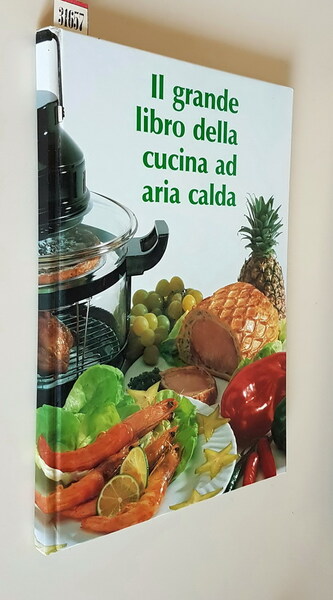 31657
Il grande
libro della
cucina ad
aria calda